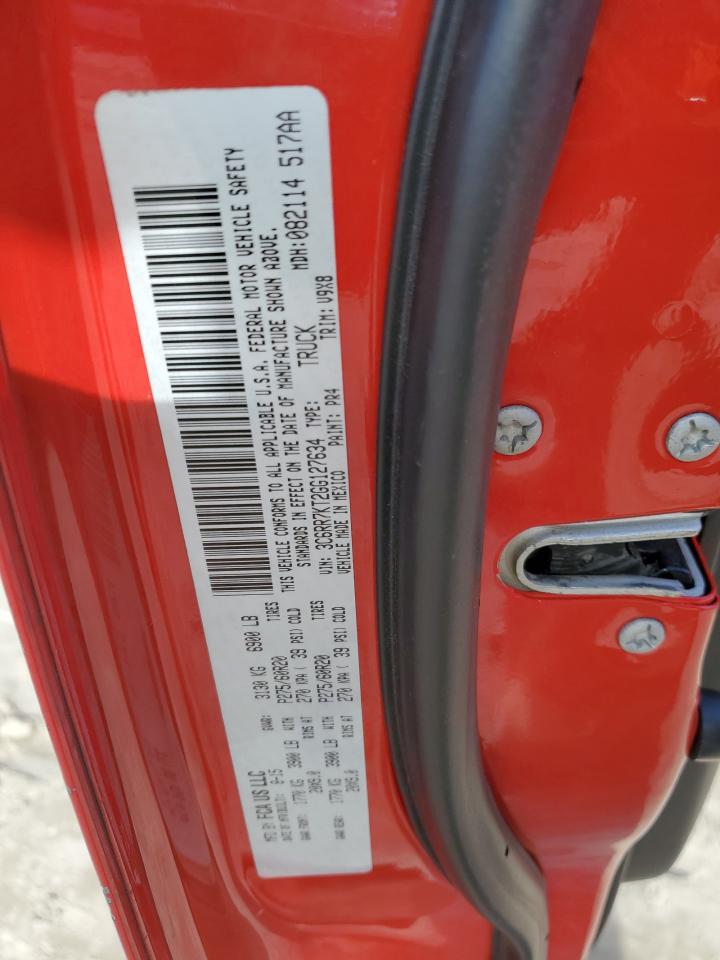 MFD BY: FCA US LLC
DATE OF MFR(BUILT): 8-15 GVWR: 3130 KG 6900 LB
GAWR FRONT: 1770 KG 3900 LB WITH P275/60R20 TIRES
20X9.0 RIMS AT 270 KPA ( 39 PSI) COLD
GAWR REAR: 1770 KG 3900 LB WITH P275/60R20 TIRES
20X9.0 RIMS AT 270 KPA ( 39 PSI) COLD
THIS VEHICLE CONFORMS TO ALL APPLICABLE U.S.A. FEDERAL MOTOR VEHICLE SAFETY
STANDARDS IN EFFECT ON THE DATE OF MANUFACTURE SHOWN ABOVE.
MDH:082114 517AA
VIN: 3C6RR7KT2GG127634 TYPE: TRUCK
VEHICLE MADE IN MEXICO PAINT: PR4 TRIM: V9X8